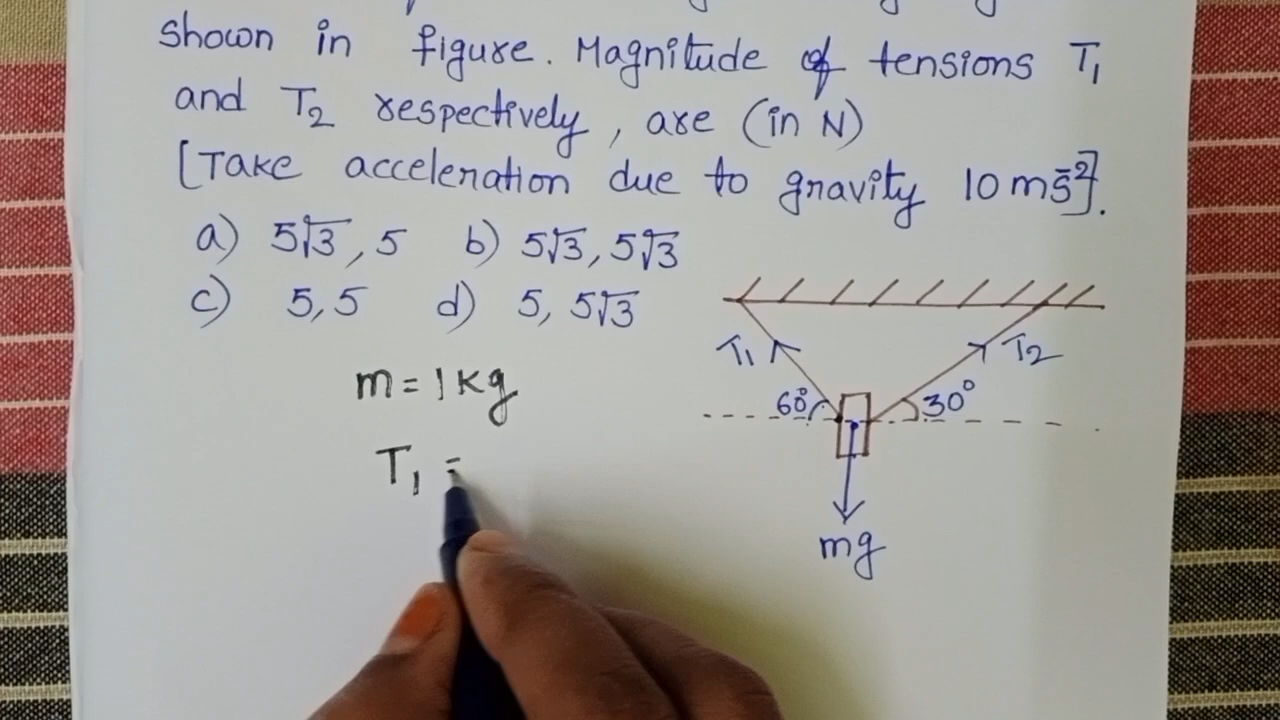 shown in figure. Magnitude of tensions T₁
and T₂ respectively, are (in N)
[Take acceleration due to gravity 10 ms⁻²].
a) 5√3, 5 b) 5√3, 5√3
c) 5, 5 d) 5, 5√3
m = 1 kg
T₁ =
T₁
T₂
60°
30°
mg